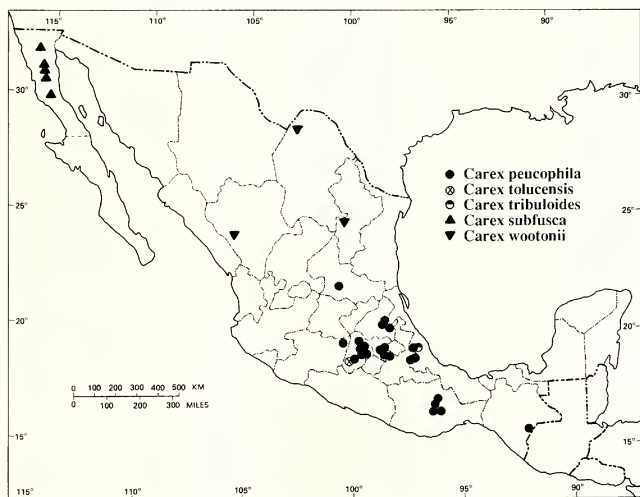 115° 110° 105° 100° 95° 90°
30° 30°
Carex peucophila
Carex tolucensis
Carex tribuloides
Carex subfusca
Carex wootonii
25° 25°
20° 20°
0 100 200 300 400 500 KM
0 100 200 300 MILES
15° 15°
105° 100° 95° 90°